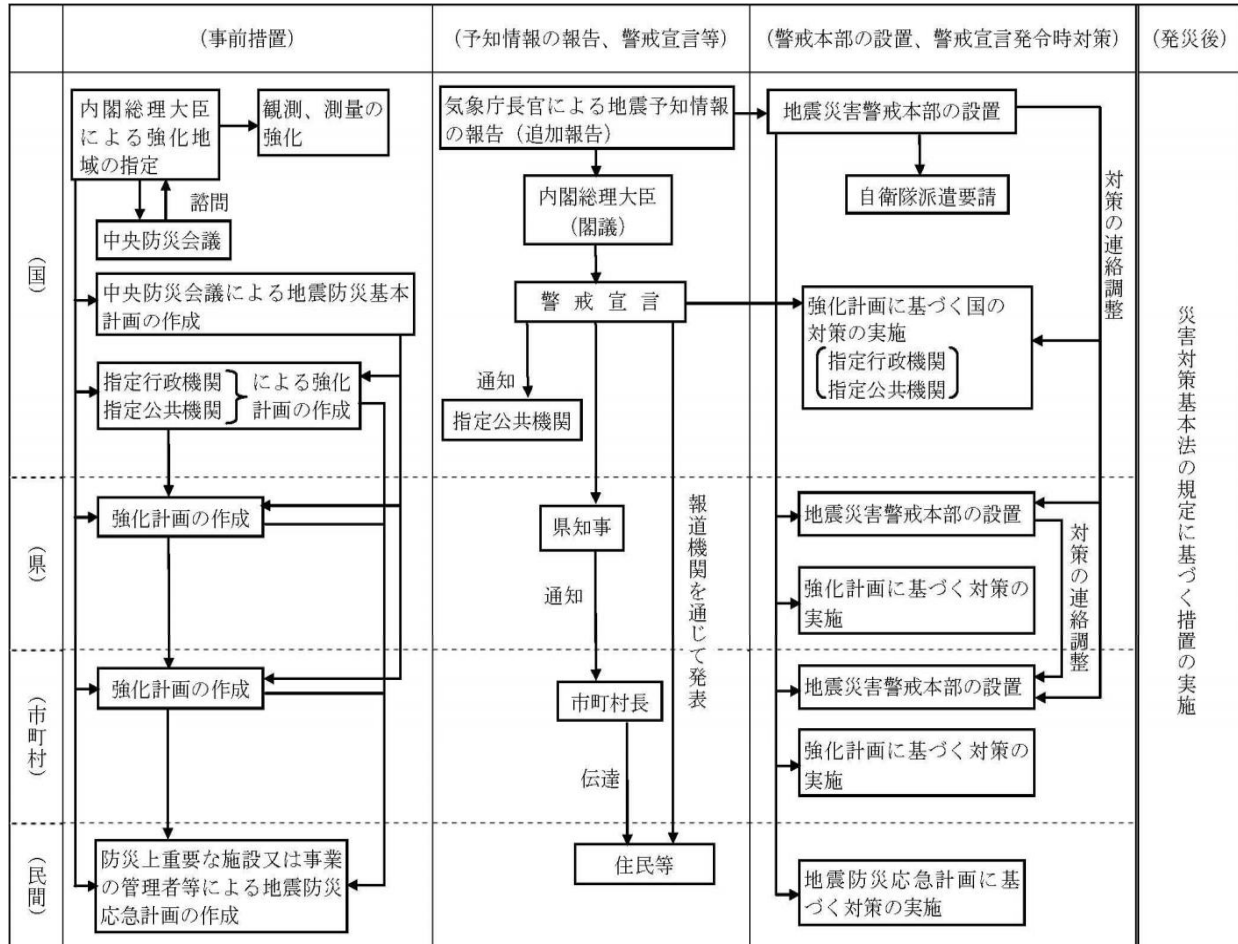 (事前措置)
(予知情報の報告、警戒宣言等)
(警戒本部の設置、警戒宣言発令時対策)
(発災後)
(国)
内閣総理大臣
による強化地
域の指定
観測、測量の
強化
諮問
中央防災会議
中央防災会議による地震防災基本
計画の作成
指定行政機関
指定公共機関
による強化
計画の作成
気象庁長官による地震予知情報
の報告(追加報告)
内閣総理大臣
(閣議)
警戒宣言
通知
指定公共機関
地震災害警戒本部の設置
自衛隊派遣要請
対策の連絡調整
強化計画に基づく国の
対策の実施
指定行政機関
指定公共機関
災害対策基本法の規定に基づく措置の実施
(県)
強化計画の作成
県知事
通知
報道機関を通じて発表
地震災害警戒本部の設置
強化計画に基づく対策の
実施
対策の連絡調整
(市町村)
強化計画の作成
市町村長
伝達
地震災害警戒本部の設置
強化計画に基づく対策の
実施
(民間)
防災上重要な施設又は事業
の管理者等による地震防災
応急計画の作成
住民等
地震防災応急計画に基
づく対策の実施